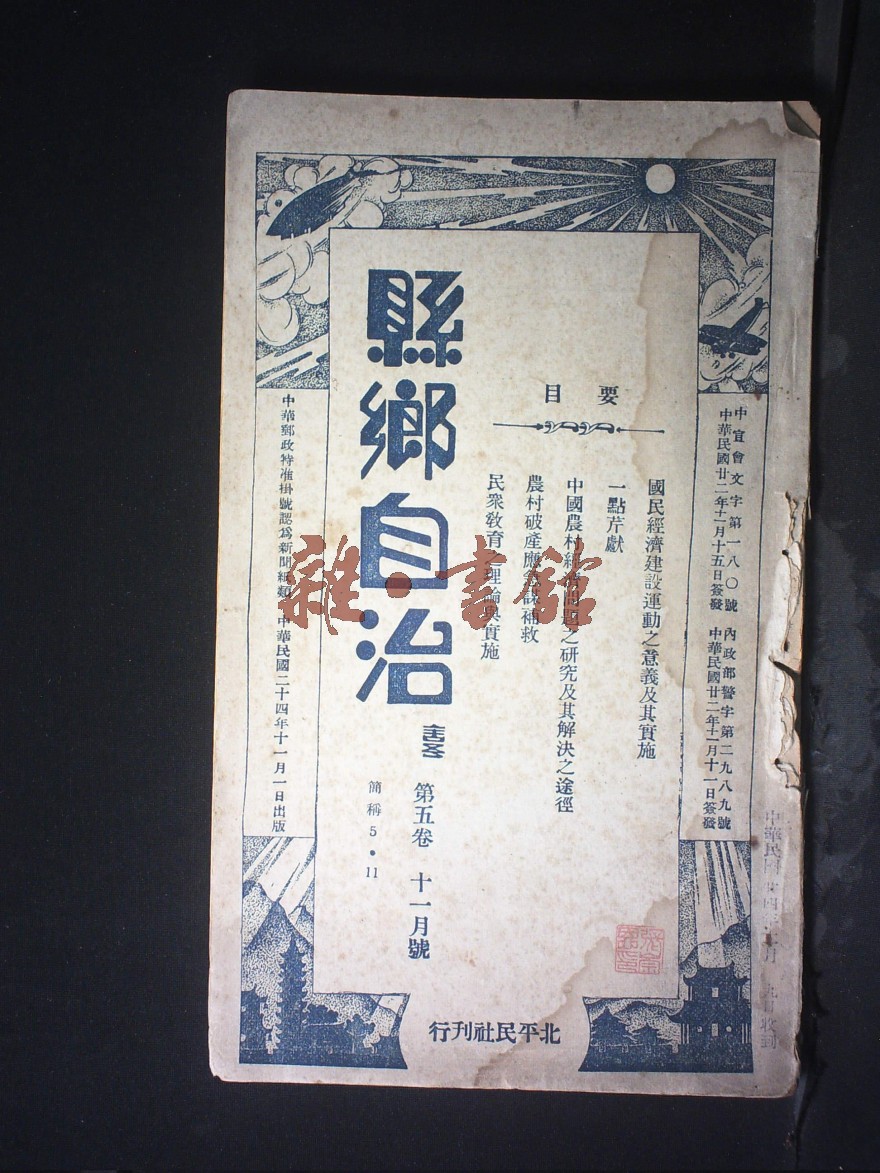 中宣會文字第一八〇號 內政部警字第二九八九號
中華民國廿二年十一月十五日簽發 中華民國廿二年十一月十一日簽發
要目
國民經濟建設運動之意義及其實施
一點芹獻
中國農村經濟問題之研究及其解決之途徑
農村破產應急謀補救
民衆敎育之理論與實施
縣鄉自治
第五卷 十一月號
簡稱5·11
中華郵政特准掛號認爲新聞紙類 中華民國二十四年十一月一日出版
北平民社刊行
雜·書館